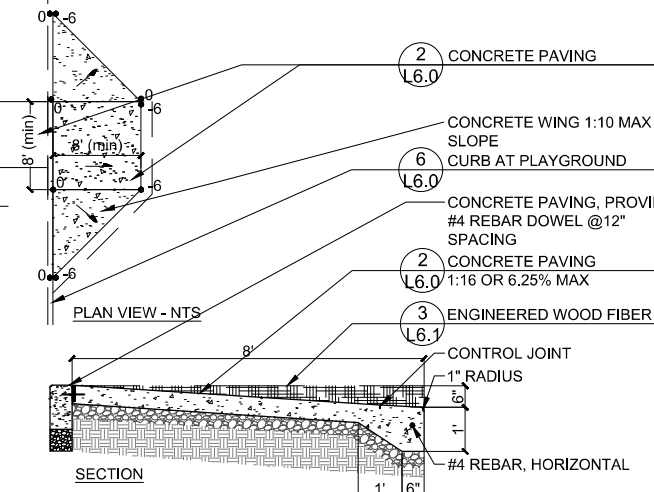 0 -6
2
L6.0
CONCRETE PAVING
0 -6
8' (min)
8' (min)
CONCRETE WING 1:10 MAX
SLOPE
6
L6.0
CURB AT PLAYGROUND
0 -6
CONCRETE PAVING, PROVI
#4 REBAR DOWEL @12"
SPACING
0 -6
2
L6.0
CONCRETE PAVING
1:16 OR 6.25% MAX
PLAN VIEW - NTS
3
L6.1
ENGINEERED WOOD FIBER
8'
CONTROL JOINT
1" RADIUS
6"
1'
#4 REBAR, HORIZONTAL
SECTION
1' 6"